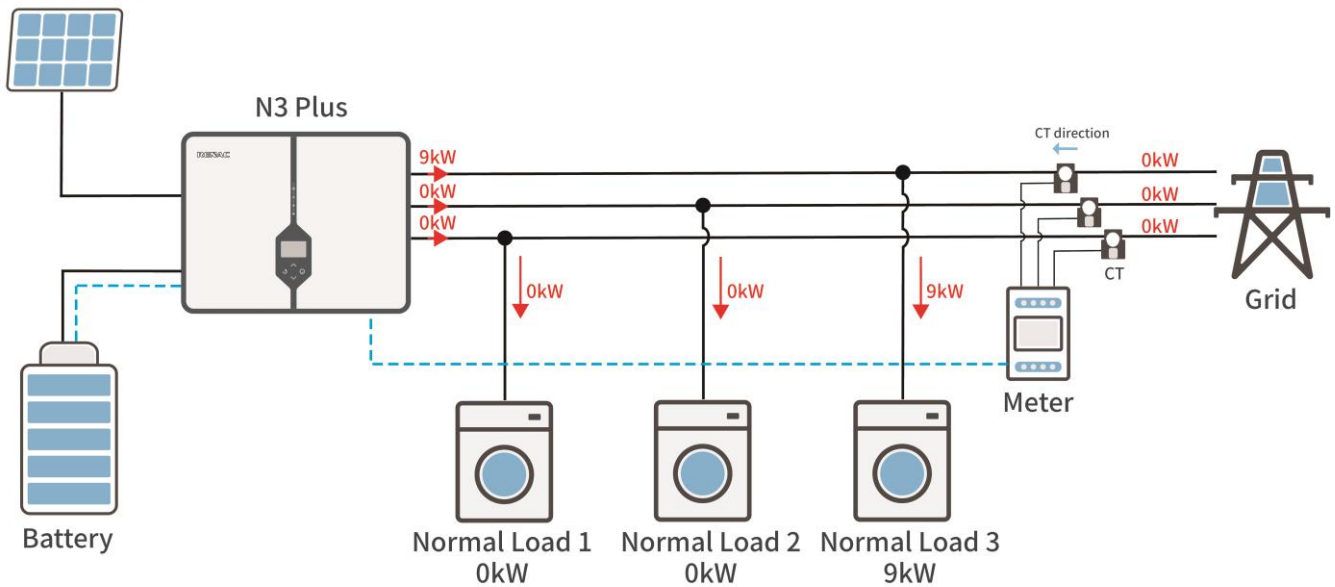 N3 Plus
RENAC
CT direction
9kW
0kW
0kW
0kW
0kW
0kW
0kW
0kW
9kW
CT
Grid
Meter
Battery
Normal Load 1
0kW
Normal Load 2
0kW
Normal Load 3
9kW